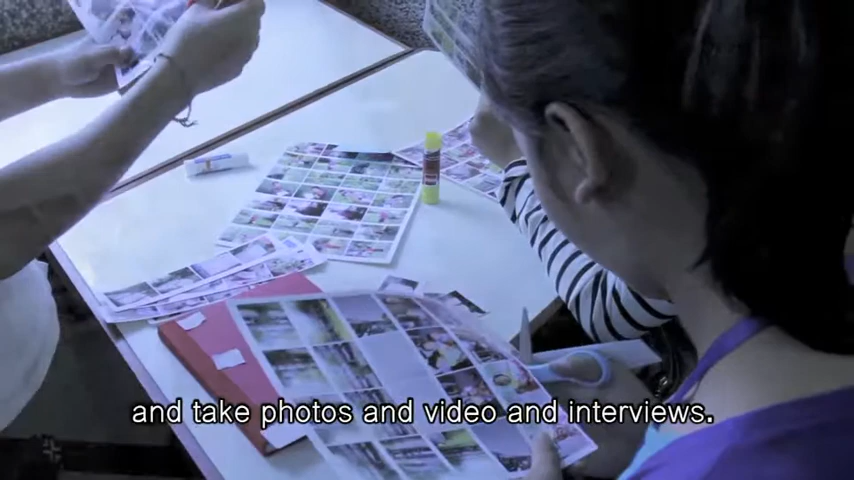 and take photos and video and interviews.